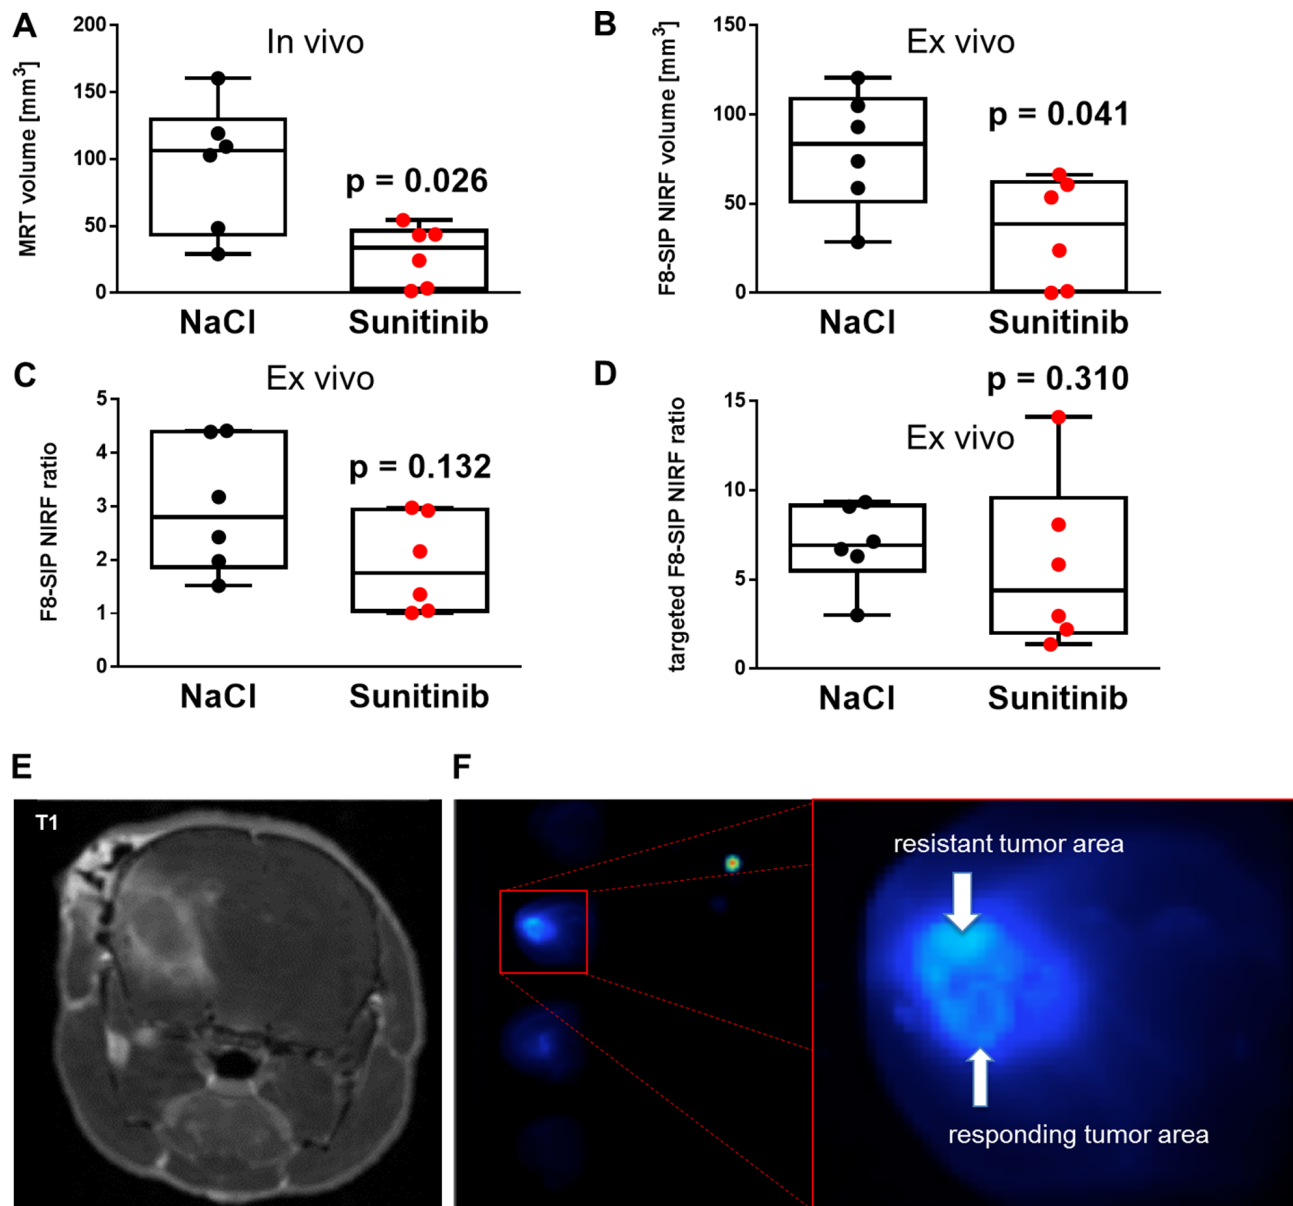 A
In vivo
MRT volume [mm³]
200
150
100
50
0
p = 0.026
NaCl
Sunitinib
B
Ex vivo
F8-SIP NIRF volume [mm³]
150
100
50
0
p = 0.041
NaCl
Sunitinib
C
Ex vivo
F8-SIP NIRF ratio
5
4
3
2
1
0
p = 0.132
NaCl
Sunitinib
D
p = 0.310
Ex vivo
targeted F8-SIP NIRF ratio
15
10
5
0
NaCl
Sunitinib
E
T1
F
resistant tumor area
responding tumor area